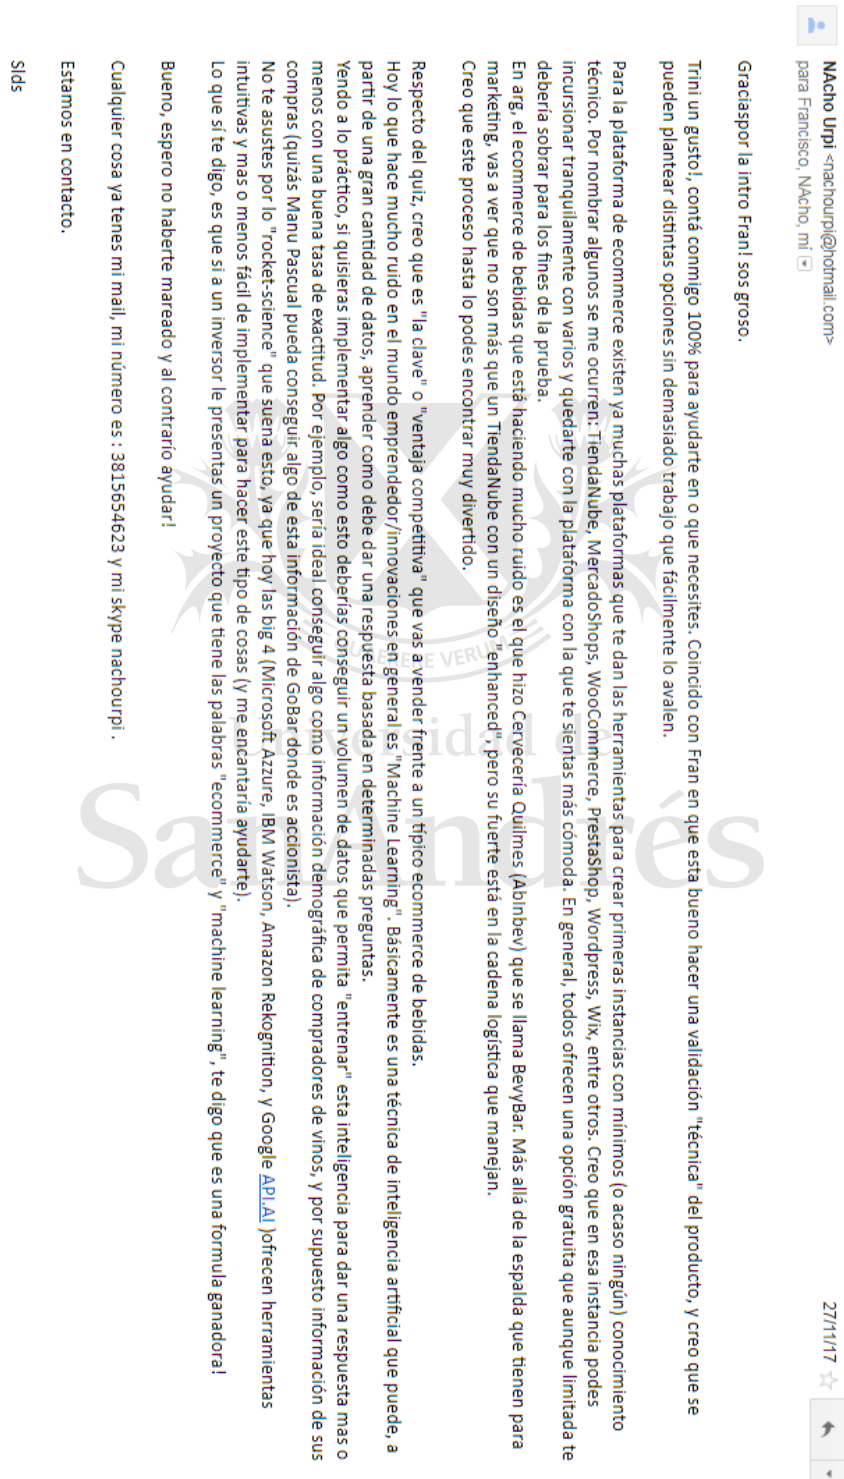 NAcho Urpi <nachourpi@hotmail.com>
27/11/17
para Francisco, NAcho, mí
Graciaspor la intro Fran! sos groso.
Trini un gusto!, contá conmigo 100% para ayudarte en o que necesites. Coincido con Fran en que esta bueno hacer una validación "técnica" del producto, y creo que se
pueden plantear distintas opciones sin demasiado trabajo que fácilmente lo avalen.
Para la plataforma de ecommerce existen ya muchas plataformas que te dan las herramientas para crear primeras instancias con mínimos (o acaso ningún) conocimiento
técnico. Por nombrar algunos se me ocurren: TiendaNube, MercadoShops, WooCommerce, PrestaShop, Wordpress, Wix, entre otros. Creo que en esa instancia podes
incursionar tranquilamente con varios y quedarte con la plataforma con la que te sientas más cómoda. En general, todos ofrecen una opción gratuita que aunque limitada te
debería sobrar para los fines de la prueba.
En arg, el ecommerce de bebidas que está haciendo mucho ruido es el que hizo Cervecería Quilmes (AbInbev) que se llama BevyBar. Más allá de la espalda que tienen para
marketing, vas a ver que no son más que un TiendaNube con un diseño "enhanced", pero su fuerte está en la cadena logística que manejan.
Creo que este proceso hasta lo podes encontrar muy divertido.
Respecto del quiz, creo que es "la clave" o "ventaja competitiva" que vas a vender frente a un típico ecommerce de bebidas.
Hoy lo que hace mucho ruido en el mundo emprendedor/innovaciones en general es "Machine Learning". Básicamente es una técnica de inteligencia artificial que puede, a
partir de una gran cantidad de datos, aprender como debe dar una respuesta basada en determinadas preguntas.
Yendo a lo práctico, si quisieras implementar algo como esto deberías conseguir un volumen de datos que permita "entrenar" esta inteligencia para dar una respuesta mas o
menos con una buena tasa de exactitud. Por ejemplo, sería ideal conseguir algo como información demográfica de compradores de vinos, y por supuesto información de sus
compras (quizás Manu Pascual pueda conseguir algo de esta información de GoBar donde es accionista).
No te asustes por lo "rocket-science" que suena esto, ya que hoy las big 4 (Microsoft Azzure, IBM Watson, Amazon Rekognition, y Google API.AI )ofrecen herramientas
intuitivas y mas o menos fácil de implementar para hacer este tipo de cosas (y me encantaría ayudarte).
Lo que sí te digo, es que si a un inversor le presentas un proyecto que tiene las palabras "ecommerce" y "machine learning", te digo que es una formula ganadora!
Bueno, espero no haberte mareado y al contrario ayudar!
Cualquier cosa ya tenes mi mail, mi número es : 3815654623 y mi skype nachourpi .
Estamos en contacto.
Slds
Universidad de
SanAndrés
VERUM